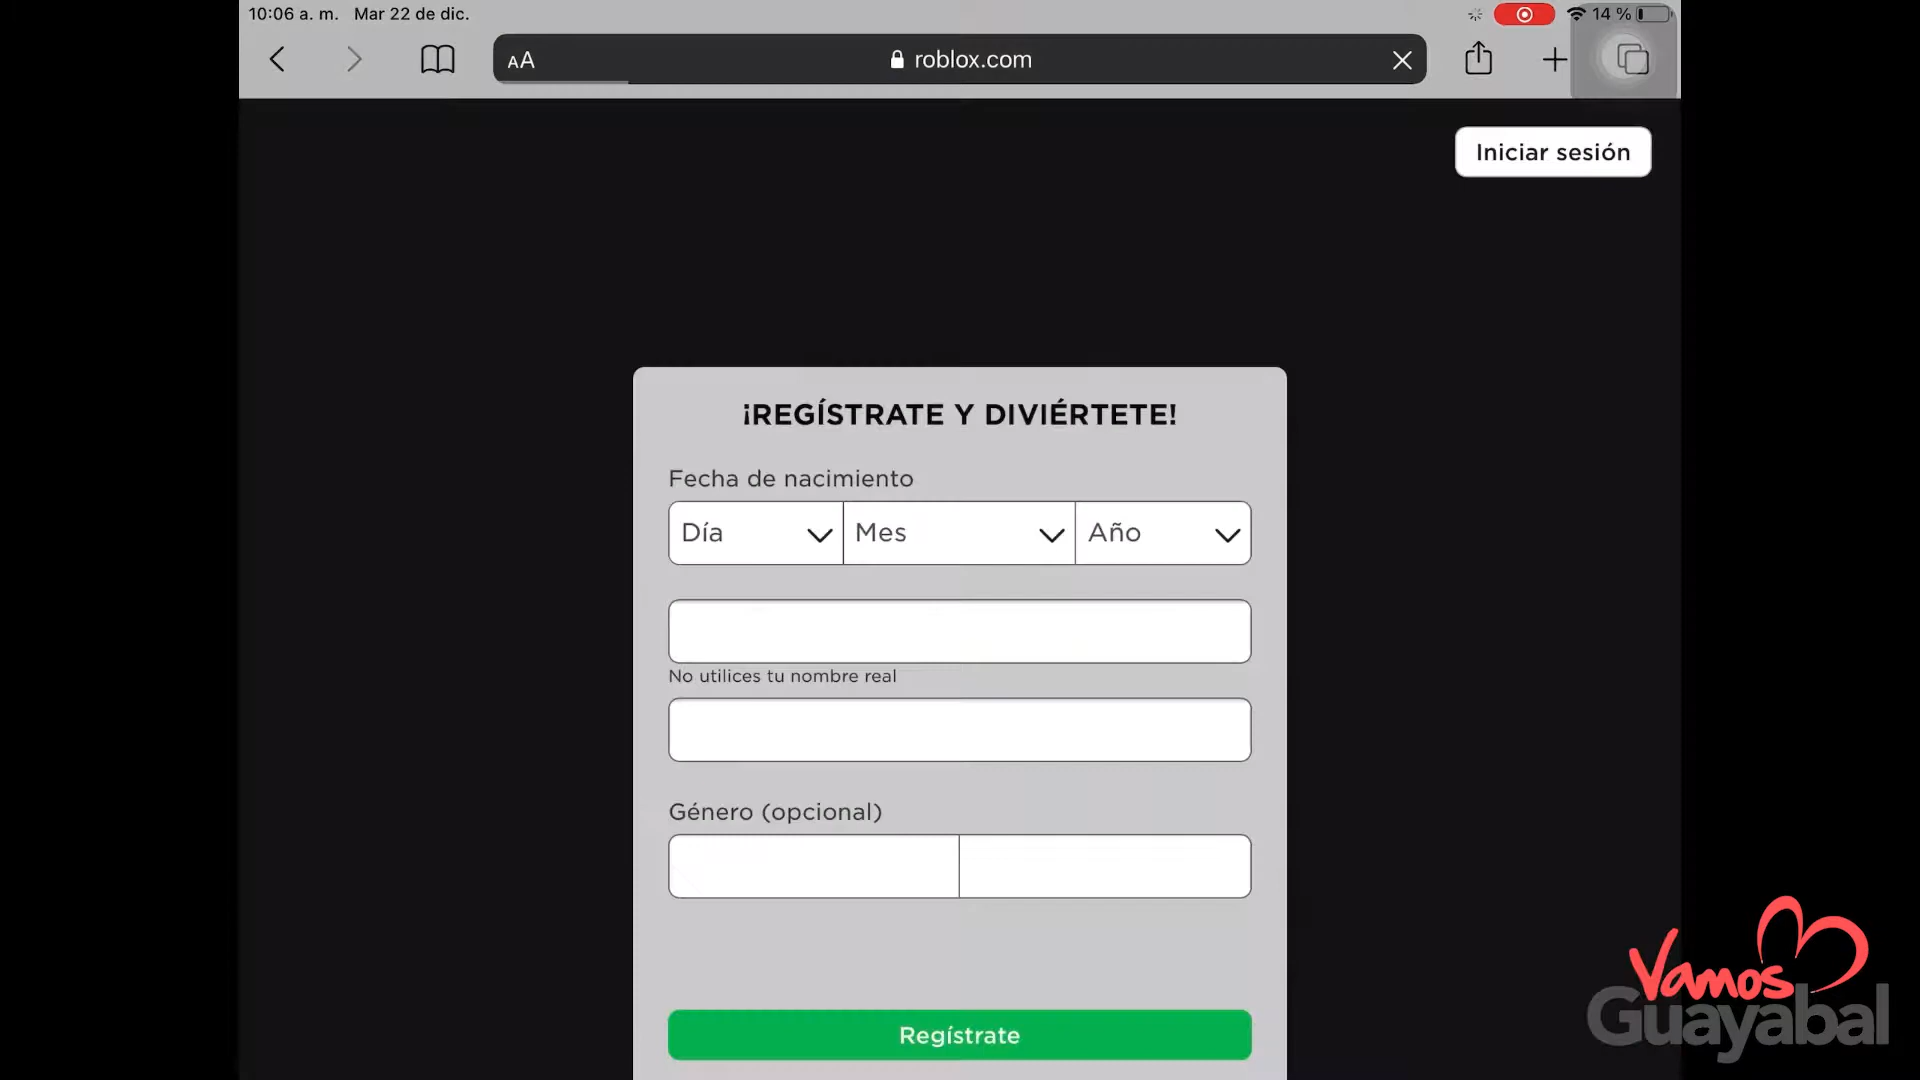 10:06 a. m. Mar 22 de dic.
14 %
AA
roblox.com
Iniciar sesión
¡REGÍSTRATE Y DIVIÉRTETE!
Fecha de nacimiento
Día Mes Año
No utilices tu nombre real
Género (opcional)
Regístrate
Vamos
Guayabal